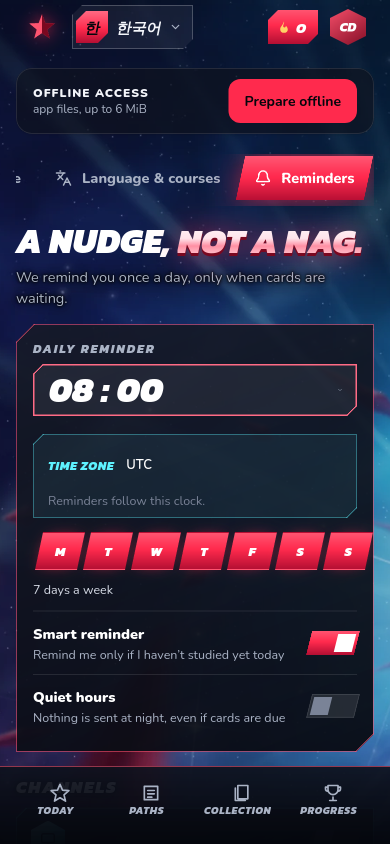 한 한국어 0 CD
OFFLINE ACCESS
app files, up to 6 MiB
Prepare offline
e Language & courses Reminders
A NUDGE, NOT A NAG.
We remind you once a day, only when cards are
waiting.
DAILY REMINDER
08 : 00
TIME ZONE UTC
Reminders follow this clock.
M T W T F S S
7 days a week
Smart reminder
Remind me only if I haven't studied yet today
Quiet hours
Nothing is sent at night, even if cards are due
CHANNELS
TODAY PATHS COLLECTION PROGRESS